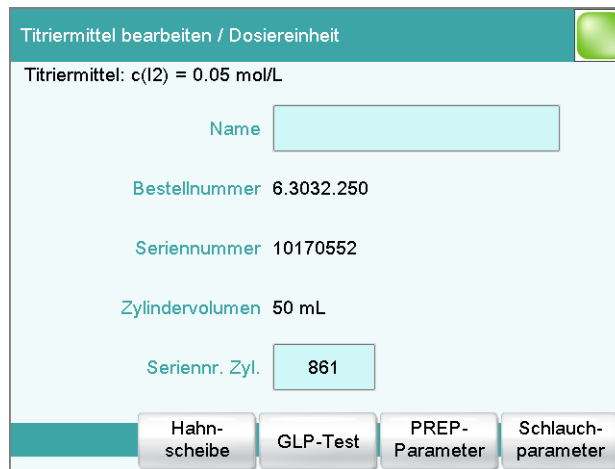 Titriermittel bearbeiten / Dosiereinheit
Titriermittel: c(I2) = 0.05 mol/L
Name
Bestellnummer 6.3032.250
Seriennummer 10170552
Zylindervolumen 50 mL
Seriennr. Zyl. 861
Hahn-
scheibe
GLP-Test
PREP-
Parameter
Schlauch-
parameter